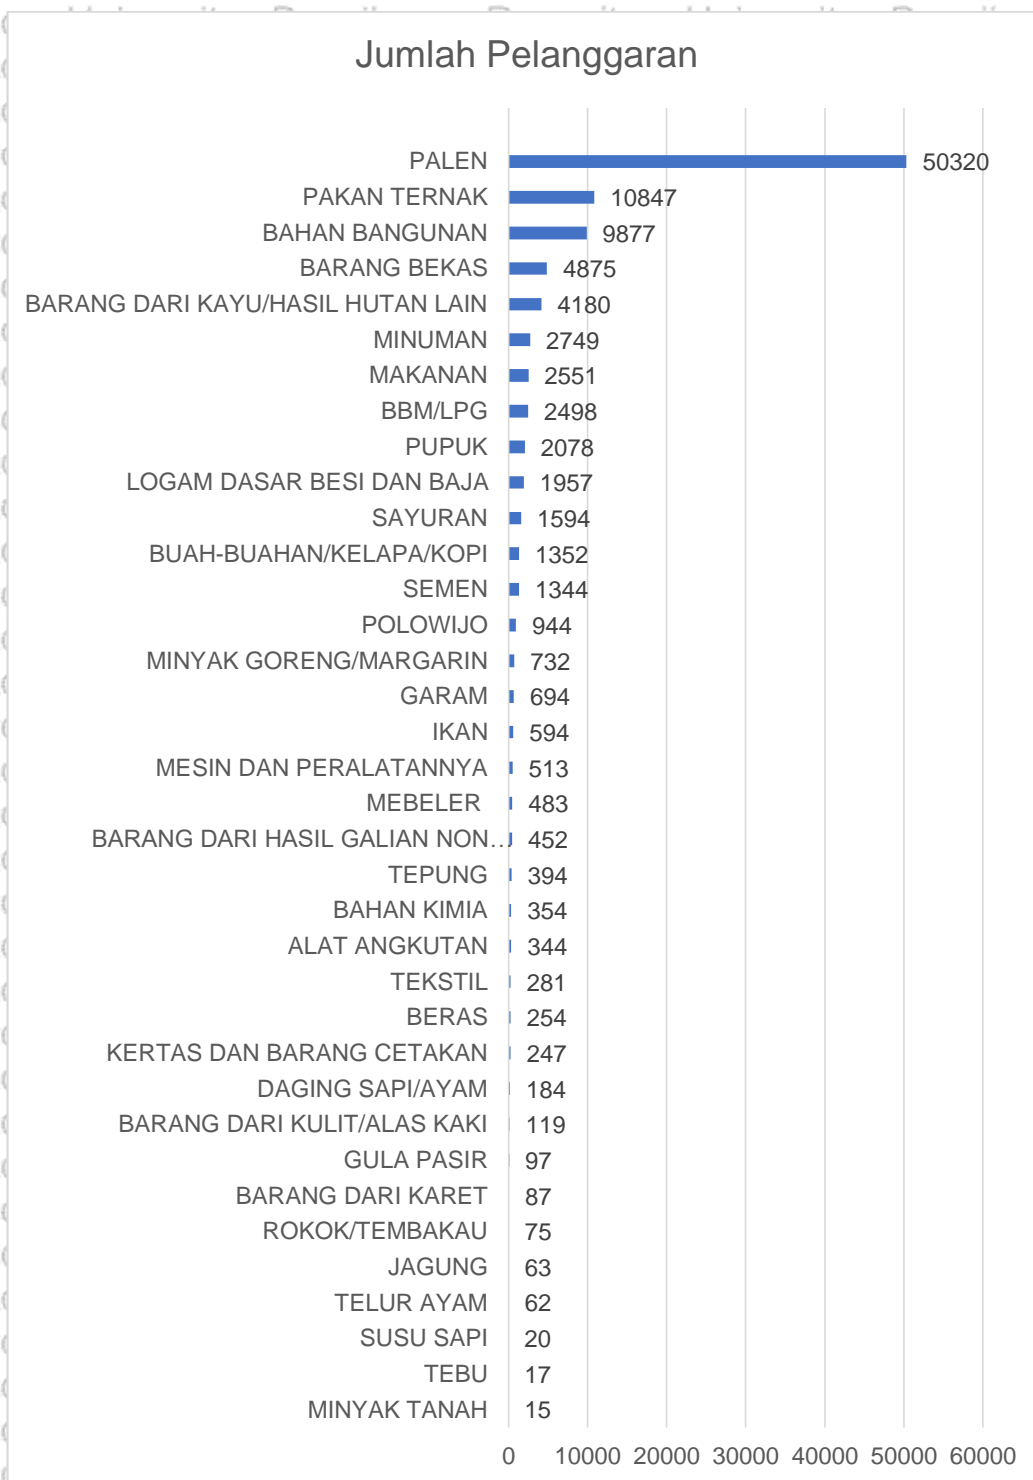 Jumlah Pelanggaran
PALEN 50320
PAKAN TERNAK 10847
BAHAN BANGUNAN 9877
BARANG BEKAS 4875
BARANG DARI KAYU/HASIL HUTAN LAIN 4180
MINUMAN 2749
MAKANAN 2551
BBM/LPG 2498
PUPUK 2078
LOGAM DASAR BESI DAN BAJA 1957
SAYURAN 1594
BUAH-BUAHAN/KELAPA/KOPI 1352
SEMEN 1344
POLOWIJO 944
MINYAK GORENG/MARGARIN 732
GARAM 694
IKAN 594
MESIN DAN PERALATANNYA 513
MEBELER 483
BARANG DARI HASIL GALIAN NON… 452
TEPUNG 394
BAHAN KIMIA 354
ALAT ANGKUTAN 344
TEKSTIL 281
BERAS 254
KERTAS DAN BARANG CETAKAN 247
DAGING SAPI/AYAM 184
BARANG DARI KULIT/ALAS KAKI 119
GULA PASIR 97
BARANG DARI KARET 87
ROKOK/TEMBAKAU 75
JAGUNG 63
TELUR AYAM 62
SUSU SAPI 20
TEBU 17
MINYAK TANAH 15
0 10000 20000 30000 40000 50000 60000